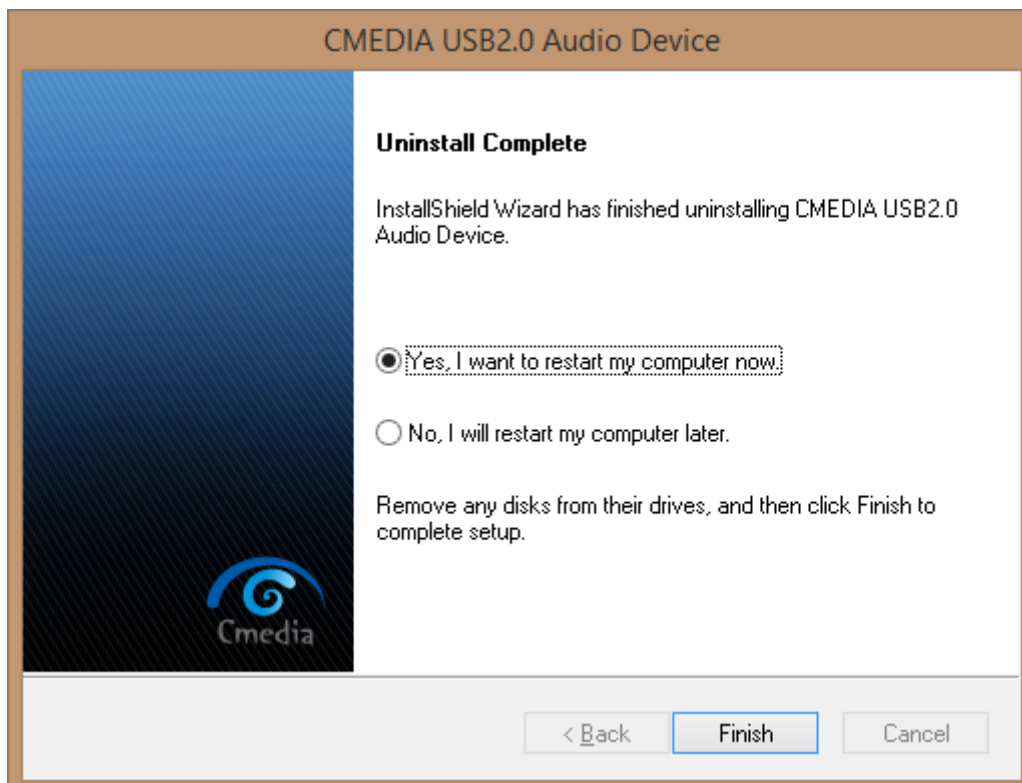 CMEDIA USB2.0 Audio Device
Uninstall Complete
InstallShield Wizard has finished uninstalling CMEDIA USB2.0
Audio Device.
Yes, I want to restart my computer now.
No, I will restart my computer later.
Remove any disks from their drives, and then click Finish to
complete setup.
Cmedia
< Back
Finish
Cancel